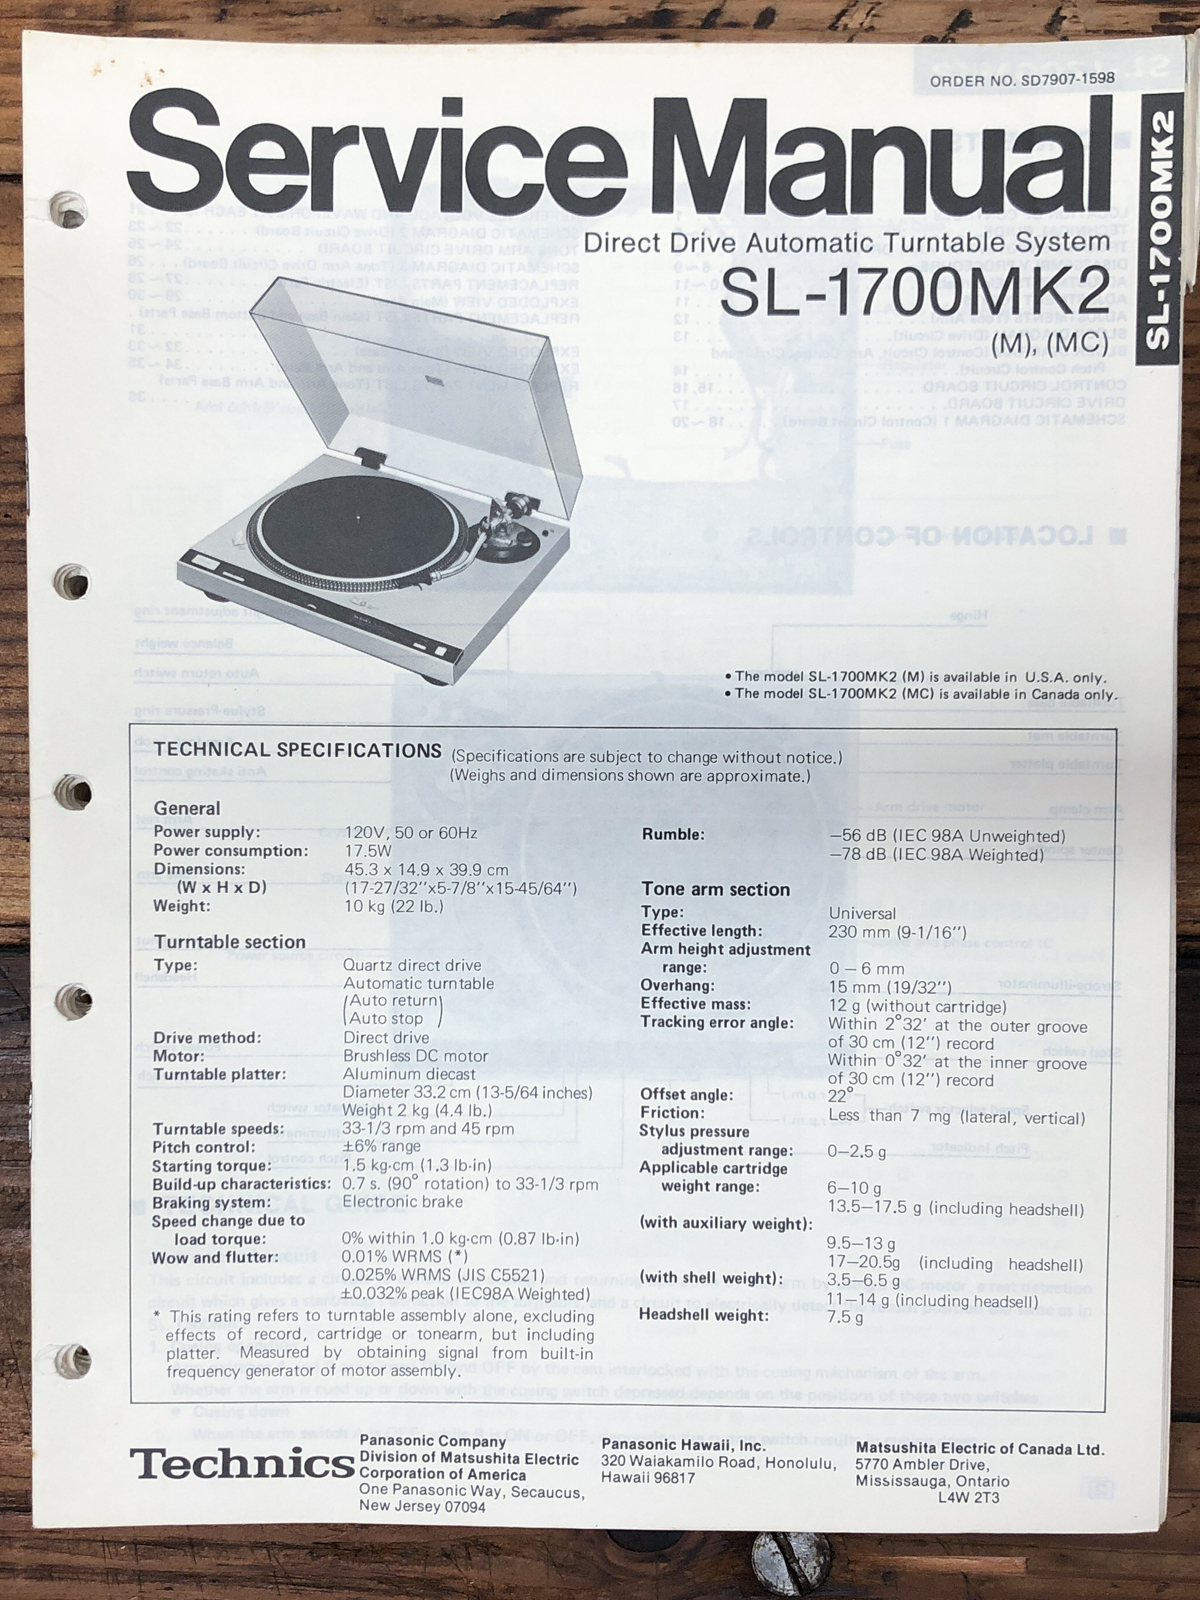 ORDER NO. SD7907-1598
Service Manual
SL-1700MK2
Direct Drive Automatic Turntable System
SL-1700MK2
(M), (MC)
• The model SL-1700MK2 (M) is available in U.S.A. only.
• The model SL-1700MK2 (MC) is available in Canada only.
TECHNICAL SPECIFICATIONS (Specifications are subject to change without notice.)
(Weighs and dimensions shown are approximate.)
General
Power supply: 120V, 50 or 60Hz
Power consumption: 17.5W
Dimensions: 45.3 x 14.9 x 39.9 cm
(W x H x D) (17-27/32''x5-7/8''x15-45/64'')
Weight: 10 kg (22 lb.)
Turntable section
Type: Quartz direct drive
Automatic turntable
(Auto return)
(Auto stop)
Drive method: Direct drive
Motor: Brushless DC motor
Turntable platter: Aluminum diecast
Diameter 33.2 cm (13-5/64 inches)
Weight 2 kg (4.4 lb.)
Turntable speeds: 33-1/3 rpm and 45 rpm
Pitch control: ±6% range
Starting torque: 1.5 kg·cm (1.3 lb·in)
Build-up characteristics: 0.7 s. (90° rotation) to 33-1/3 rpm
Braking system: Electronic brake
Speed change due to
load torque: 0% within 1.0 kg·cm (0.87 lb·in)
Wow and flutter: 0.01% WRMS (*)
0.025% WRMS (JIS C5521)
±0.032% peak (IEC98A Weighted)
* This rating refers to turntable assembly alone, excluding
effects of record, cartridge or tonearm, but including
platter. Measured by obtaining signal from built-in
frequency generator of motor assembly.
Rumble: —56 dB (IEC 98A Unweighted)
—78 dB (IEC 98A Weighted)
Tone arm section
Type: Universal
Effective length: 230 mm (9-1/16'')
Arm height adjustment
range: 0 – 6 mm
Overhang: 15 mm (19/32'')
Effective mass: 12 g (without cartridge)
Tracking error angle: Within 2°32' at the outer groove
of 30 cm (12'') record
Within 0°32' at the inner groove
of 30 cm (12'') record
Offset angle: 22°
Friction: Less than 7 mg (lateral, vertical)
Stylus pressure
adjustment range: 0–2.5 g
Applicable cartridge
weight range: 6–10 g
13.5–17.5 g (including headshell)
(with auxiliary weight):
9.5–13 g
17–20.5g (including headshell)
(with shell weight): 3.5–6.5 g
11–14 g (including headsell)
Headshell weight: 7.5 g
Technics
Panasonic Company
Division of Matsushita Electric
Corporation of America
One Panasonic Way, Secaucus,
New Jersey 07094
Panasonic Hawaii, Inc.
320 Waiakamilo Road, Honolulu,
Hawaii 96817
Matsushita Electric of Canada Ltd.
5770 Ambler Drive,
Mississauga, Ontario
L4W 2T3